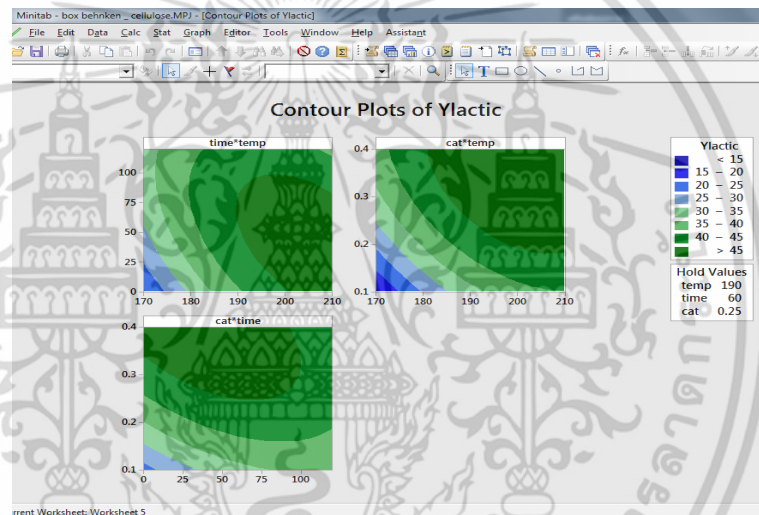 Minitab - box behnken _ cellulose.MPJ - [Contour Plots of Ylactic]
File Edit Data Calc Stat Graph Editor Tools Window Help Assistant
Contour Plots of Ylactic
time*temp
100
75
50
25
0
170 180 190 200 210
cat*temp
0.4
0.3
0.2
0.1
170 180 190 200 210
cat*time
0.4
0.3
0.2
0.1
0 25 50 75 100
Ylactic
< 15
15 – 20
20 – 25
25 – 30
30 – 35
35 – 40
40 – 45
> 45
Hold Values
temp 190
time 60
cat 0.25
rrent Worksheet: Worksheet 5